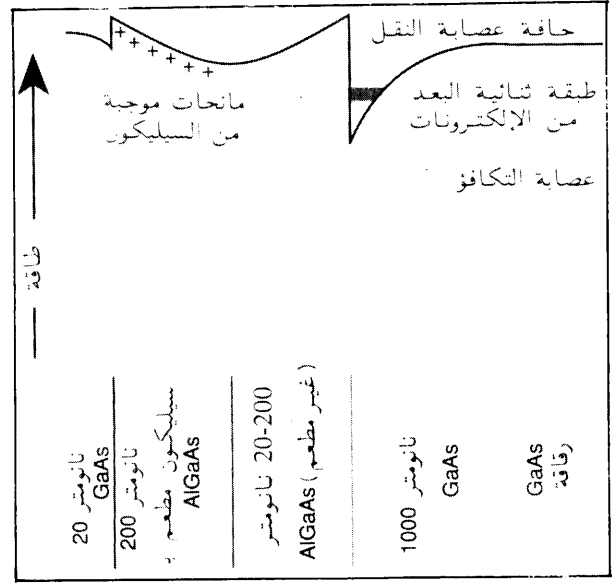 حافة عصابة النقل
+ + + + + + +
مانحات موجبة
من السيليكون
طبقة ثنائية البعد
من الإلكترونات
عصابة التكافؤ
طاقة
20 نانومتر
GaAs
200 نانومتر
سيليكون مطعم بـ
AlGaAs
20-200 نانومتر
AlGaAs (غير مطعم)
1000 نانومتر
GaAs
GaAs
رقاقة